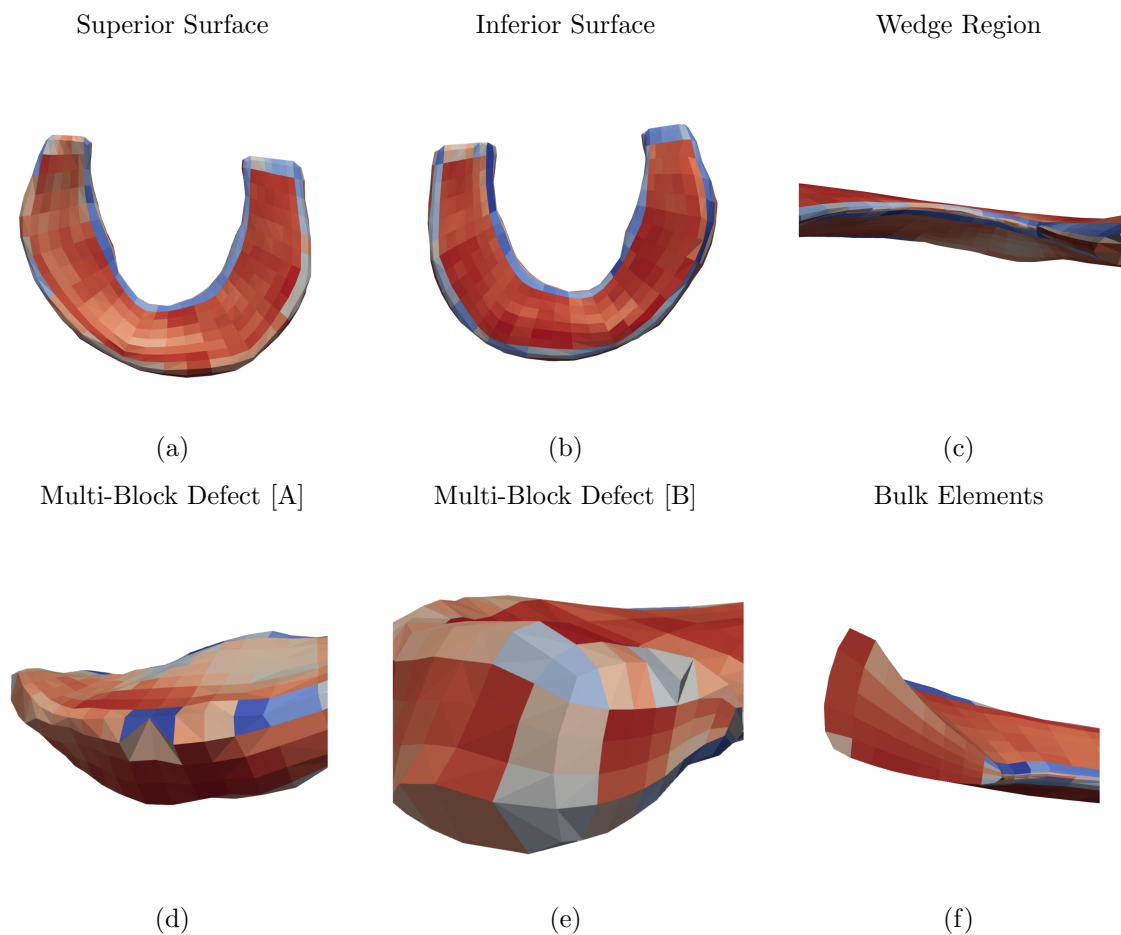 Superior Surface
Inferior Surface
Wedge Region
(a)
(b)
(c)
Multi-Block Defect [A]
Multi-Block Defect [B]
Bulk Elements
(d)
(e)
(f)